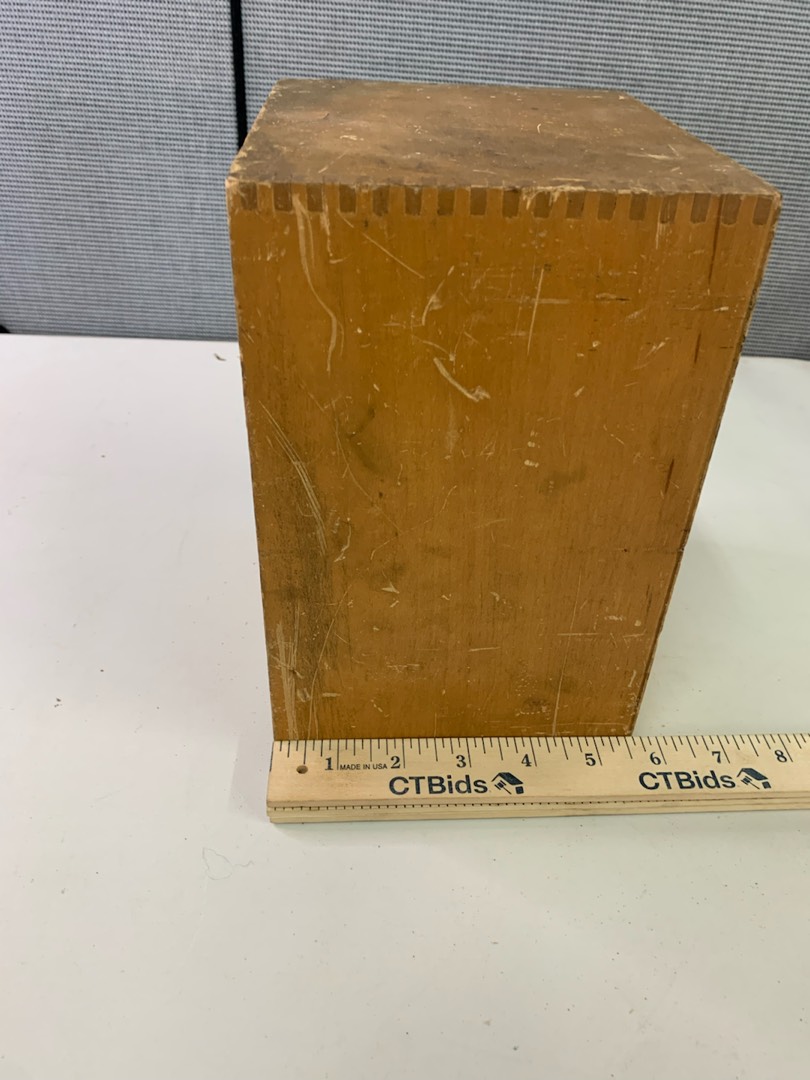 1 MADE IN USA 2 3 4 5 6 7 8
CTBids CTBids